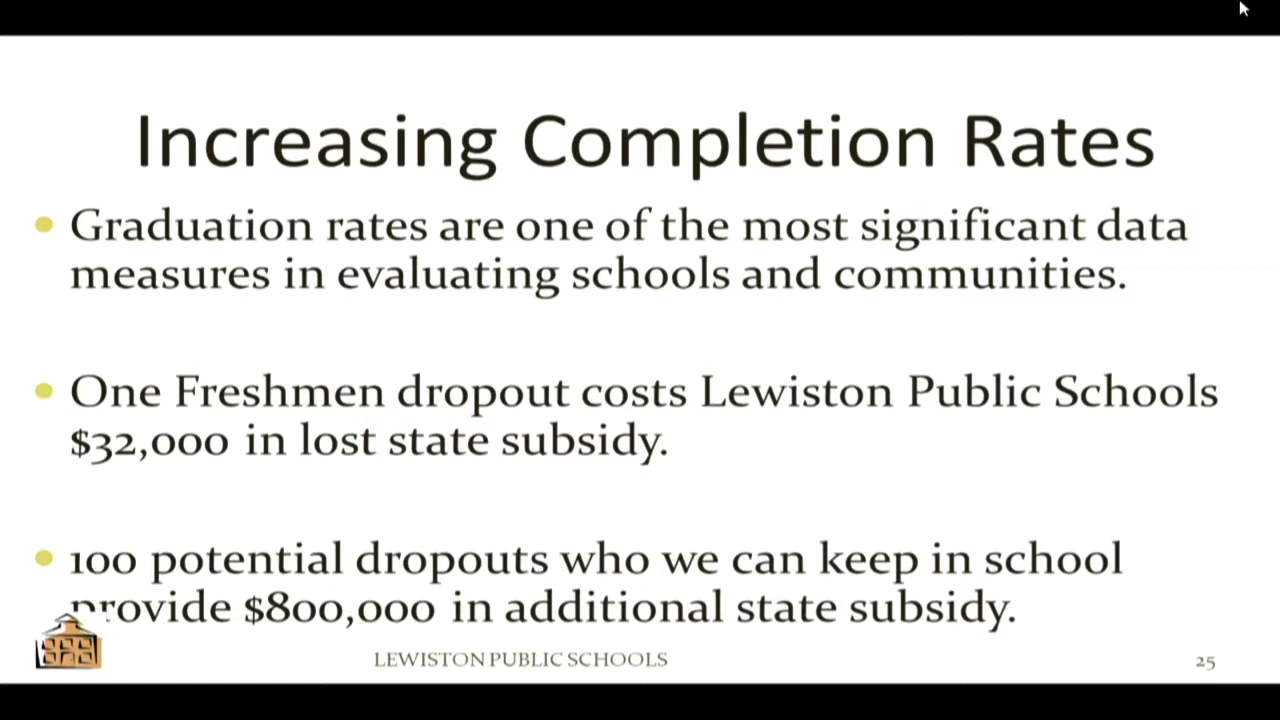 Increasing Completion Rates
• Graduation rates are one of the most significant data
measures in evaluating schools and communities.
• One Freshmen dropout costs Lewiston Public Schools
$32,000 in lost state subsidy.
• 100 potential dropouts who we can keep in school
provide $800,000 in additional state subsidy.
LEWISTON PUBLIC SCHOOLS
25